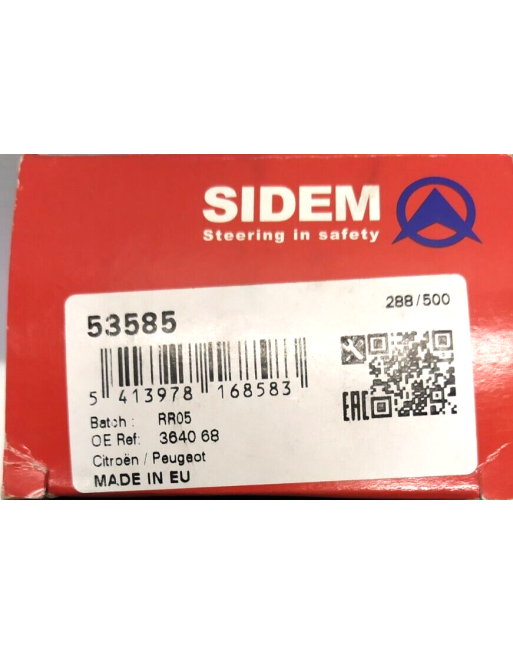 SIDEM
Steering in safety
288/500
53585
5 413978 168583
EAC
Batch : RR05
OE Ref: 3640 68
Citroën / Peugeot
MADE IN EU